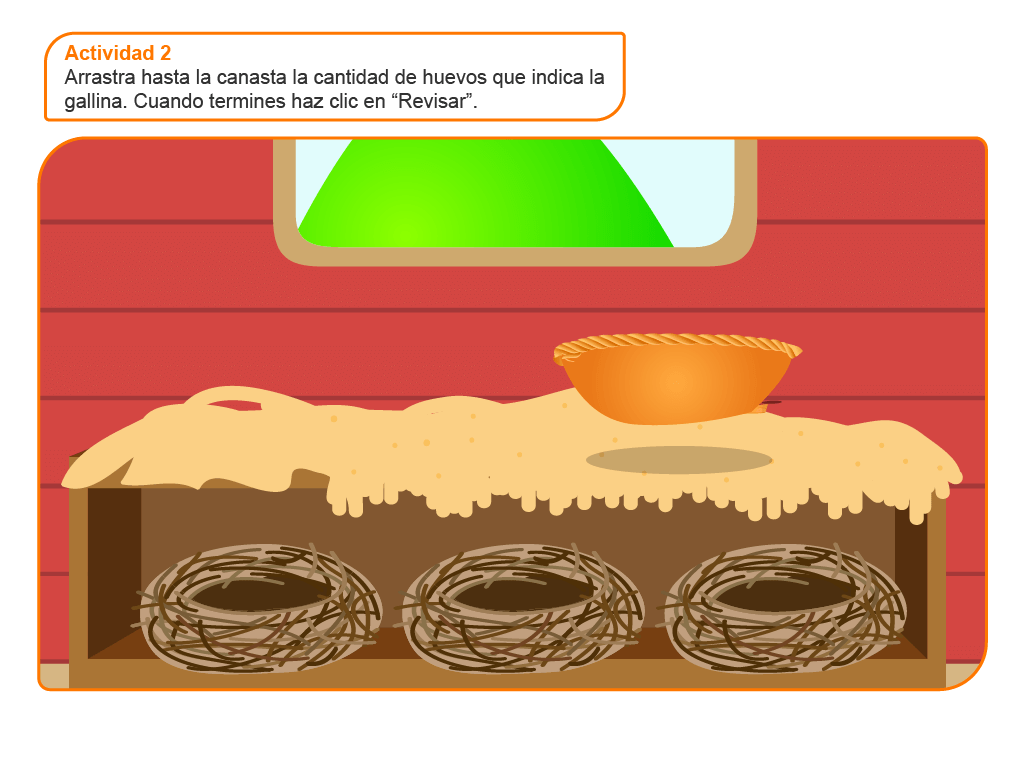 Actividad 2
Arrastra hasta la canasta la cantidad de huevos que indica la
gallina. Cuando termines haz clic en “Revisar”.